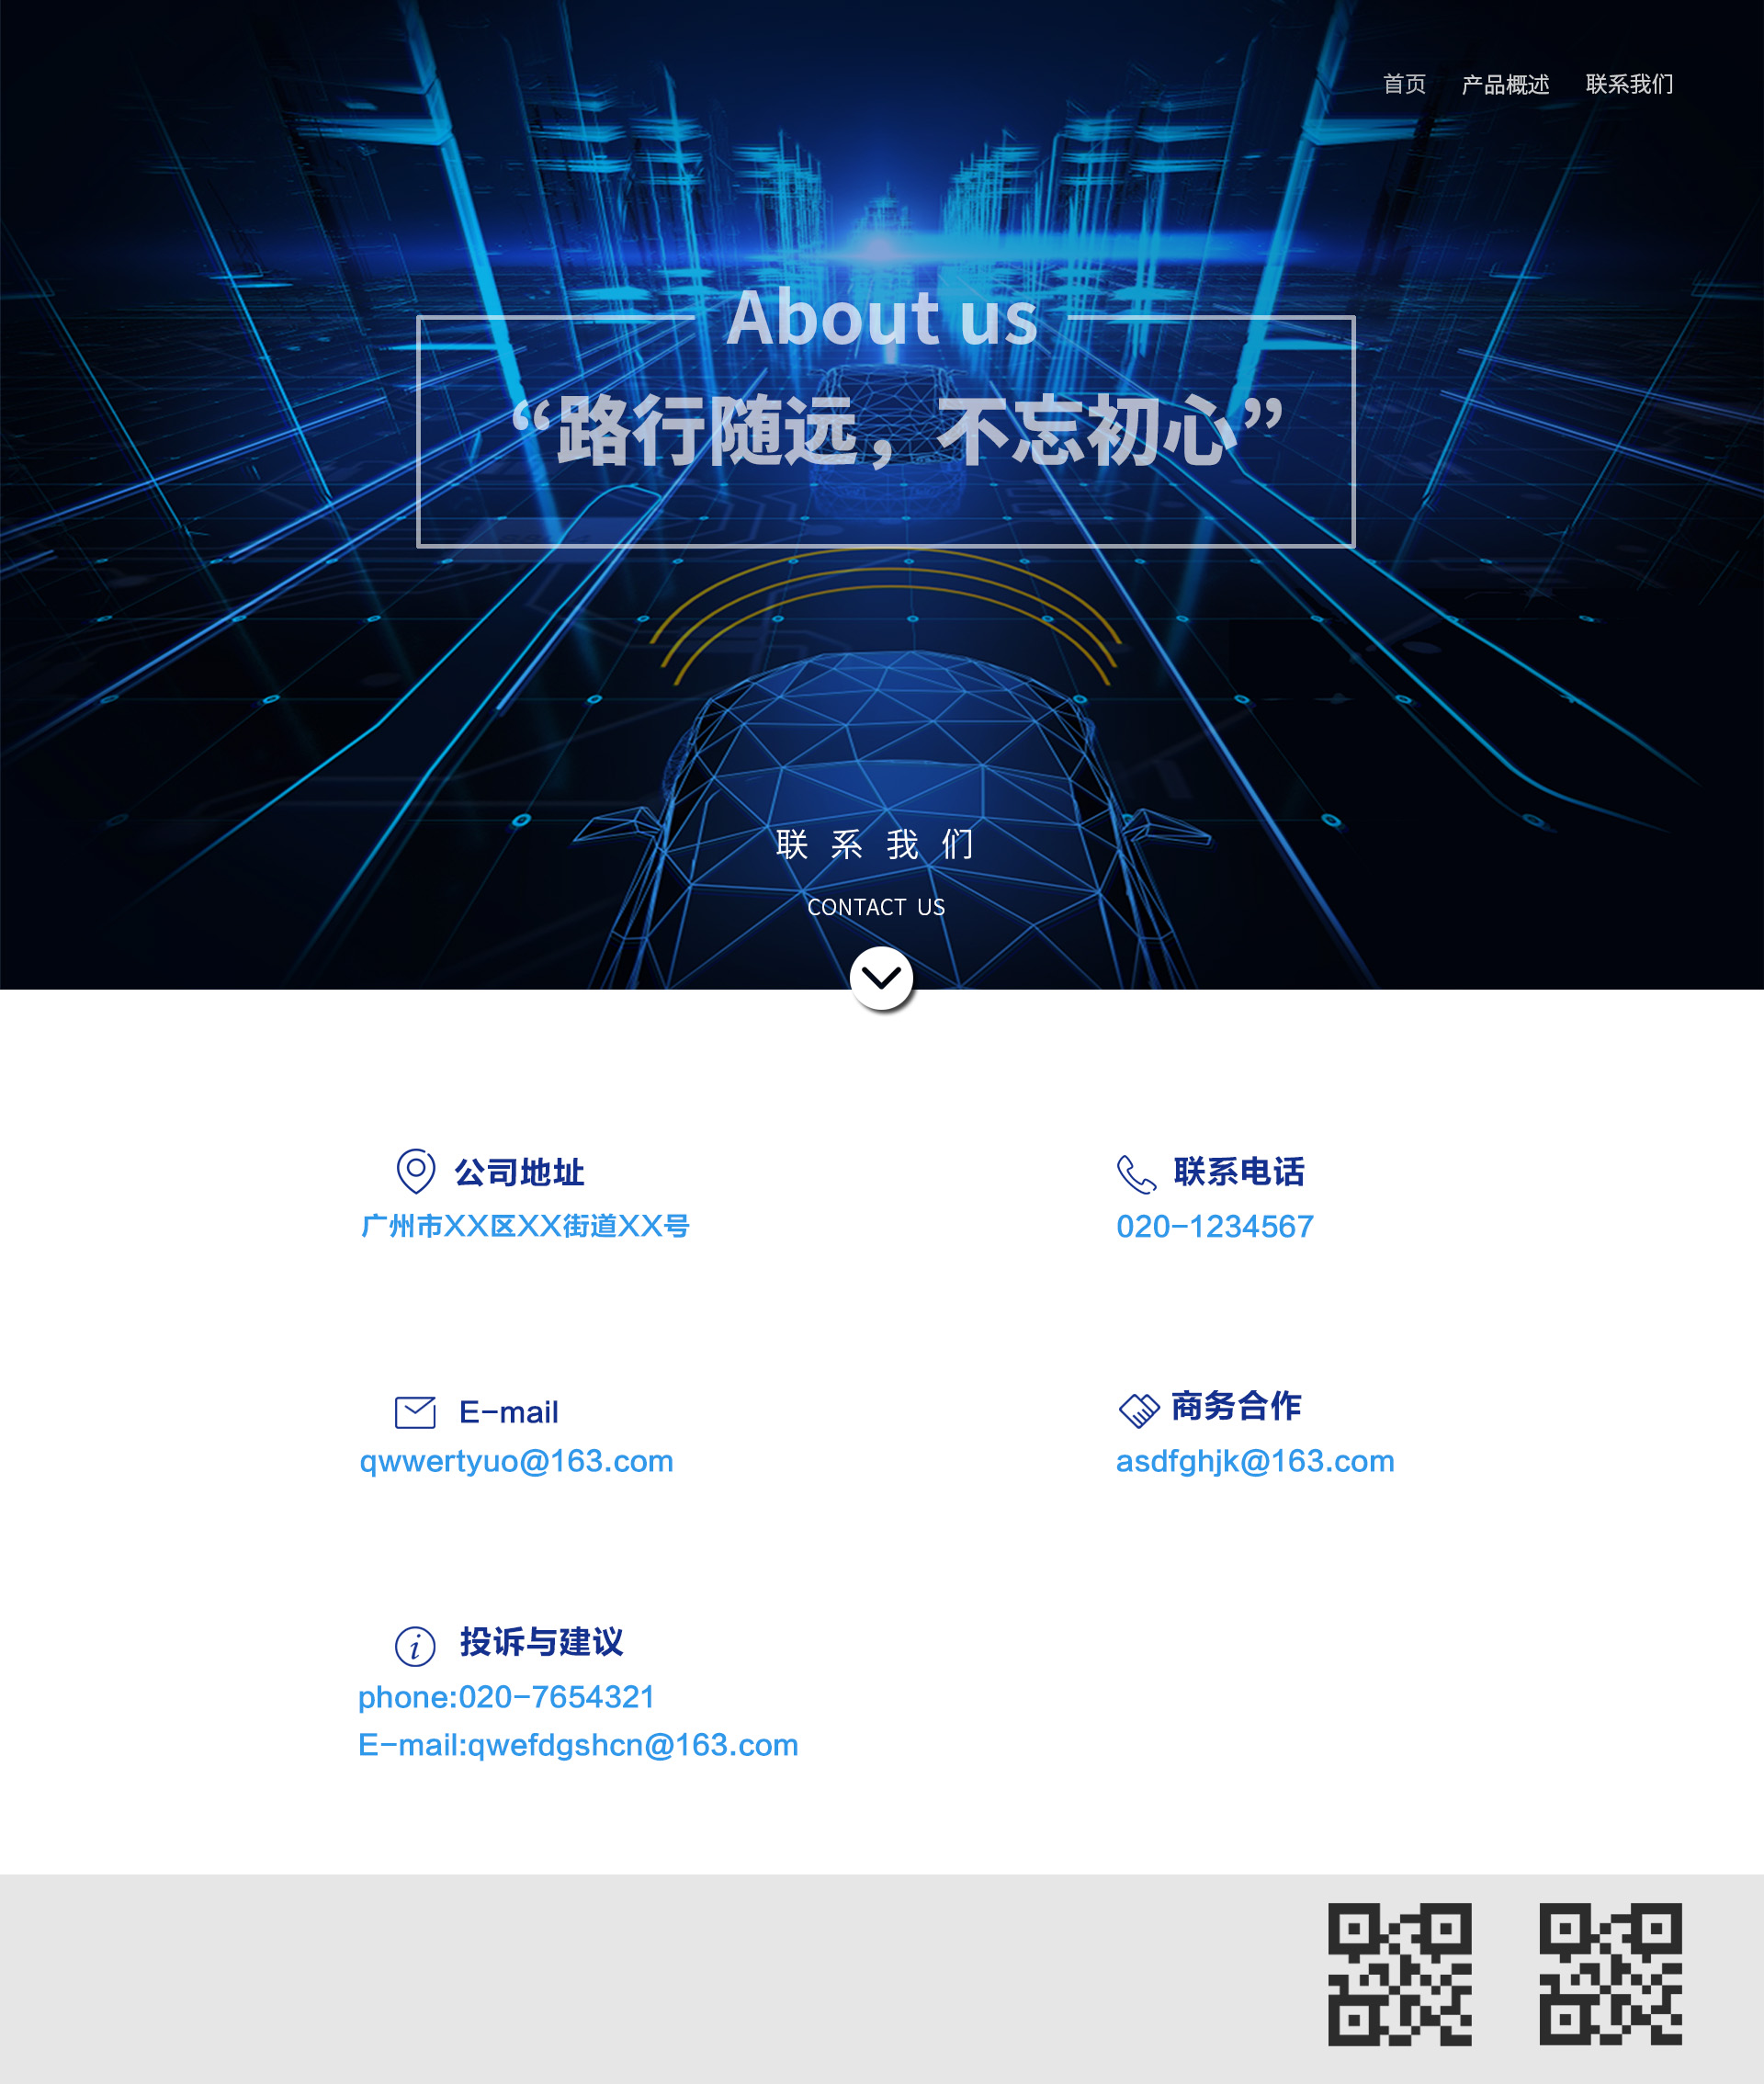 首页 产品概述 联系我们
About us
“路行随远，不忘初心”
联系我们
CONTACT US
公司地址
广州市XX区XX街道XX号
联系电话
020-1234567
E-mail
qwwertyuo@163.com
商务合作
asdfghjk@163.com
投诉与建议
phone:020-7654321
E-mail:qwefdgshcn@163.com